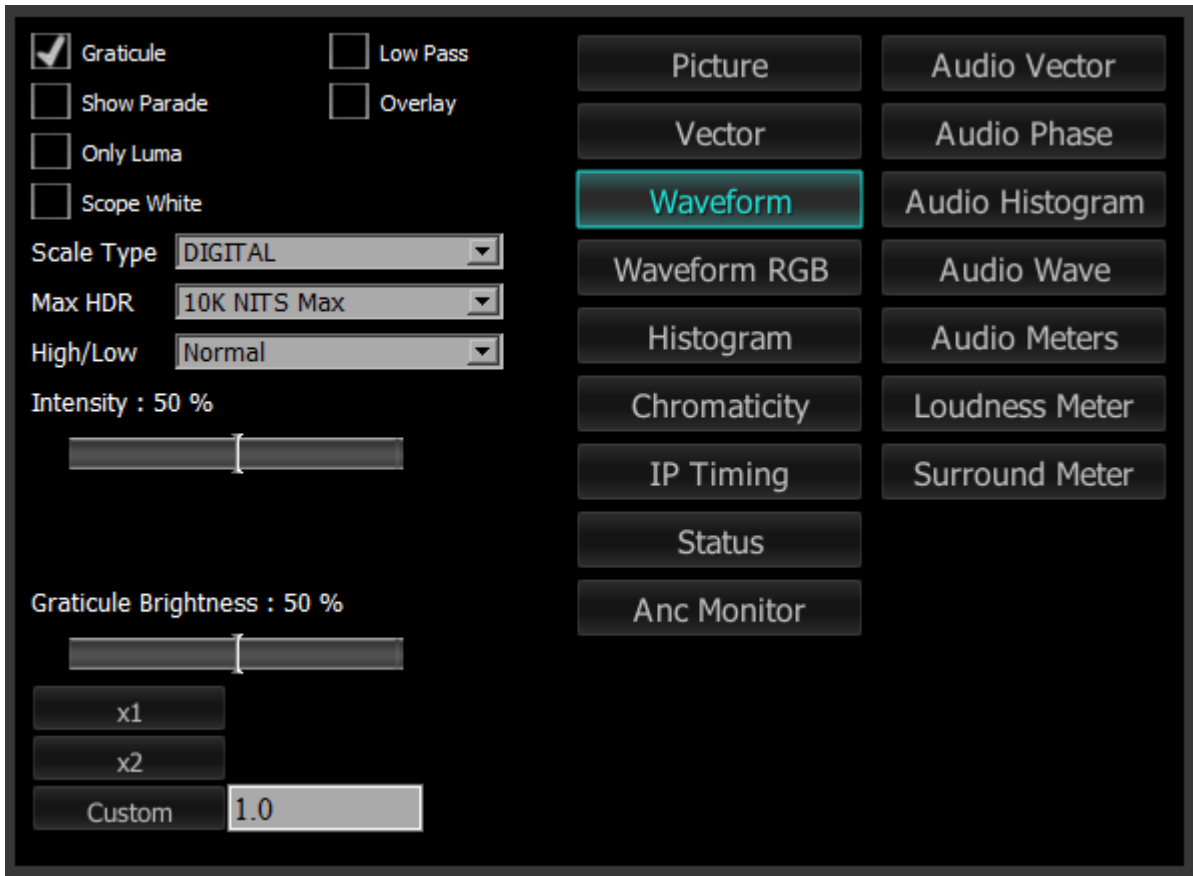 Graticule
Low Pass
Show Parade
Overlay
Only Luma
Scope White
Scale Type DIGITAL
Max HDR 10K NITS Max
High/Low Normal
Intensity : 50 %
Graticule Brightness : 50 %
x1
x2
Custom 1.0
Picture
Vector
Waveform
Waveform RGB
Histogram
Chromaticity
IP Timing
Status
Anc Monitor
Audio Vector
Audio Phase
Audio Histogram
Audio Wave
Audio Meters
Loudness Meter
Surround Meter